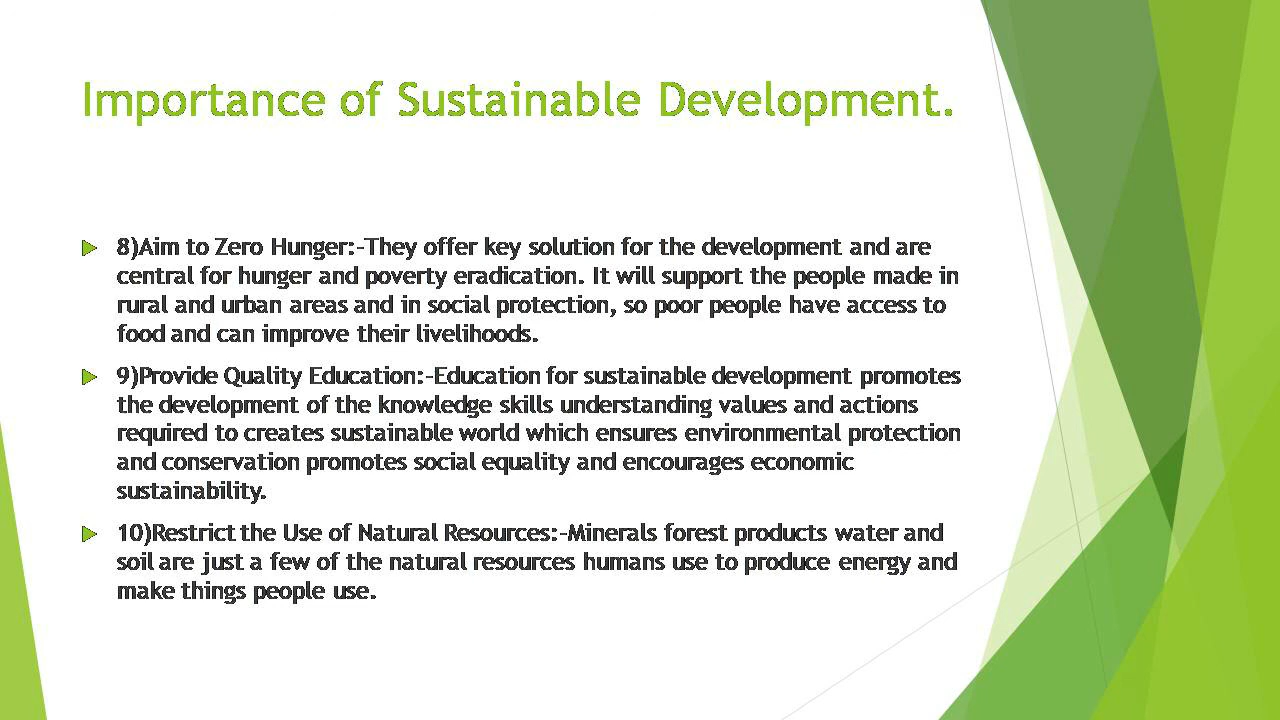 Importance of Sustainable Development.
8)Aim to Zero Hunger:-They offer key solution for the development and are
central for hunger and poverty eradication. It will support the people made in
rural and urban areas and in social protection, so poor people have access to
food and can improve their livelihoods.
9)Provide Quality Education:-Education for sustainable development promotes
the development of the knowledge skills understanding values and actions
required to creates sustainable world which ensures environmental protection
and conservation promotes social equality and encourages economic
sustainability.
10)Restrict the Use of Natural Resources:-Minerals forest products water and
soil are just a few of the natural resources humans use to produce energy and
make things people use.